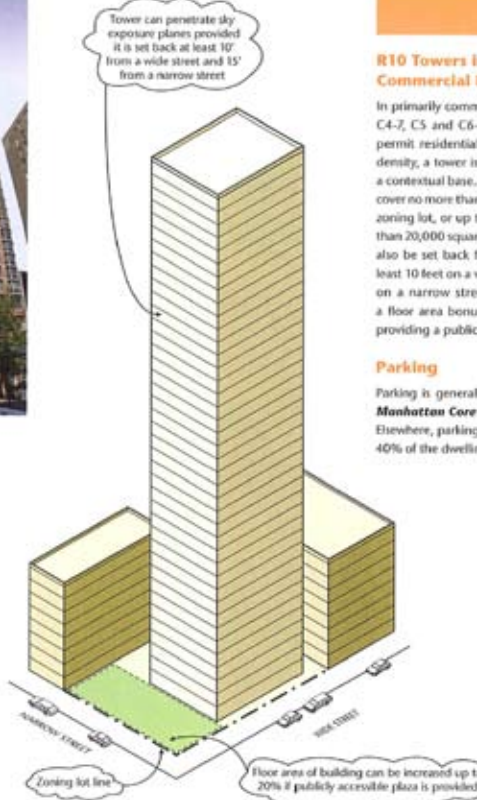 Tower can penetrate sky
exposure planes provided
it is set back at least 10'
from a wide street and 15'
from a narrow street
R10 Towers i
Commercial
In primarily comm
C4-7, C5 and C6-
permit residential
density, a tower is
a contextual base.
cover no more than
zoning lot, or up t
than 20,000 squar
also be set back f
least 10 feet on a w
on a narrow stre
a floor area bonu
providing a public
Parking
Parking is general
Manhattan Core
Elsewhere, parking
40% of the dwelli
NARROW STREET
WIDE STREET
Zoning lot line
Floor area of building can be increased up to
20% if publicly accessible plaza is provided